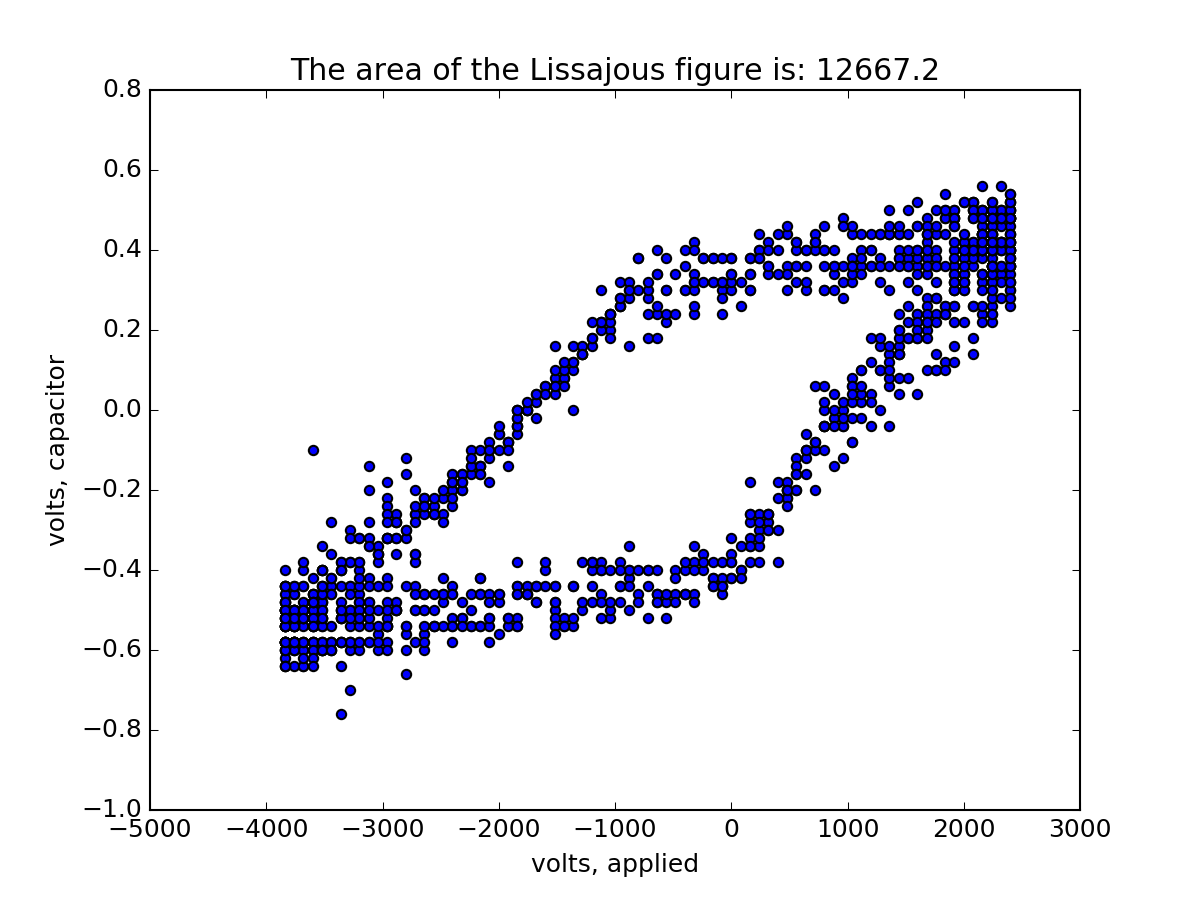 The area of the Lissajous figure is: 12667.2
0.8
0.6
0.4
0.2
0.0
−0.2
−0.4
−0.6
−0.8
−1.0
volts, capacitor
−5000 −4000 −3000 −2000 −1000 0 1000 2000 3000
volts, applied